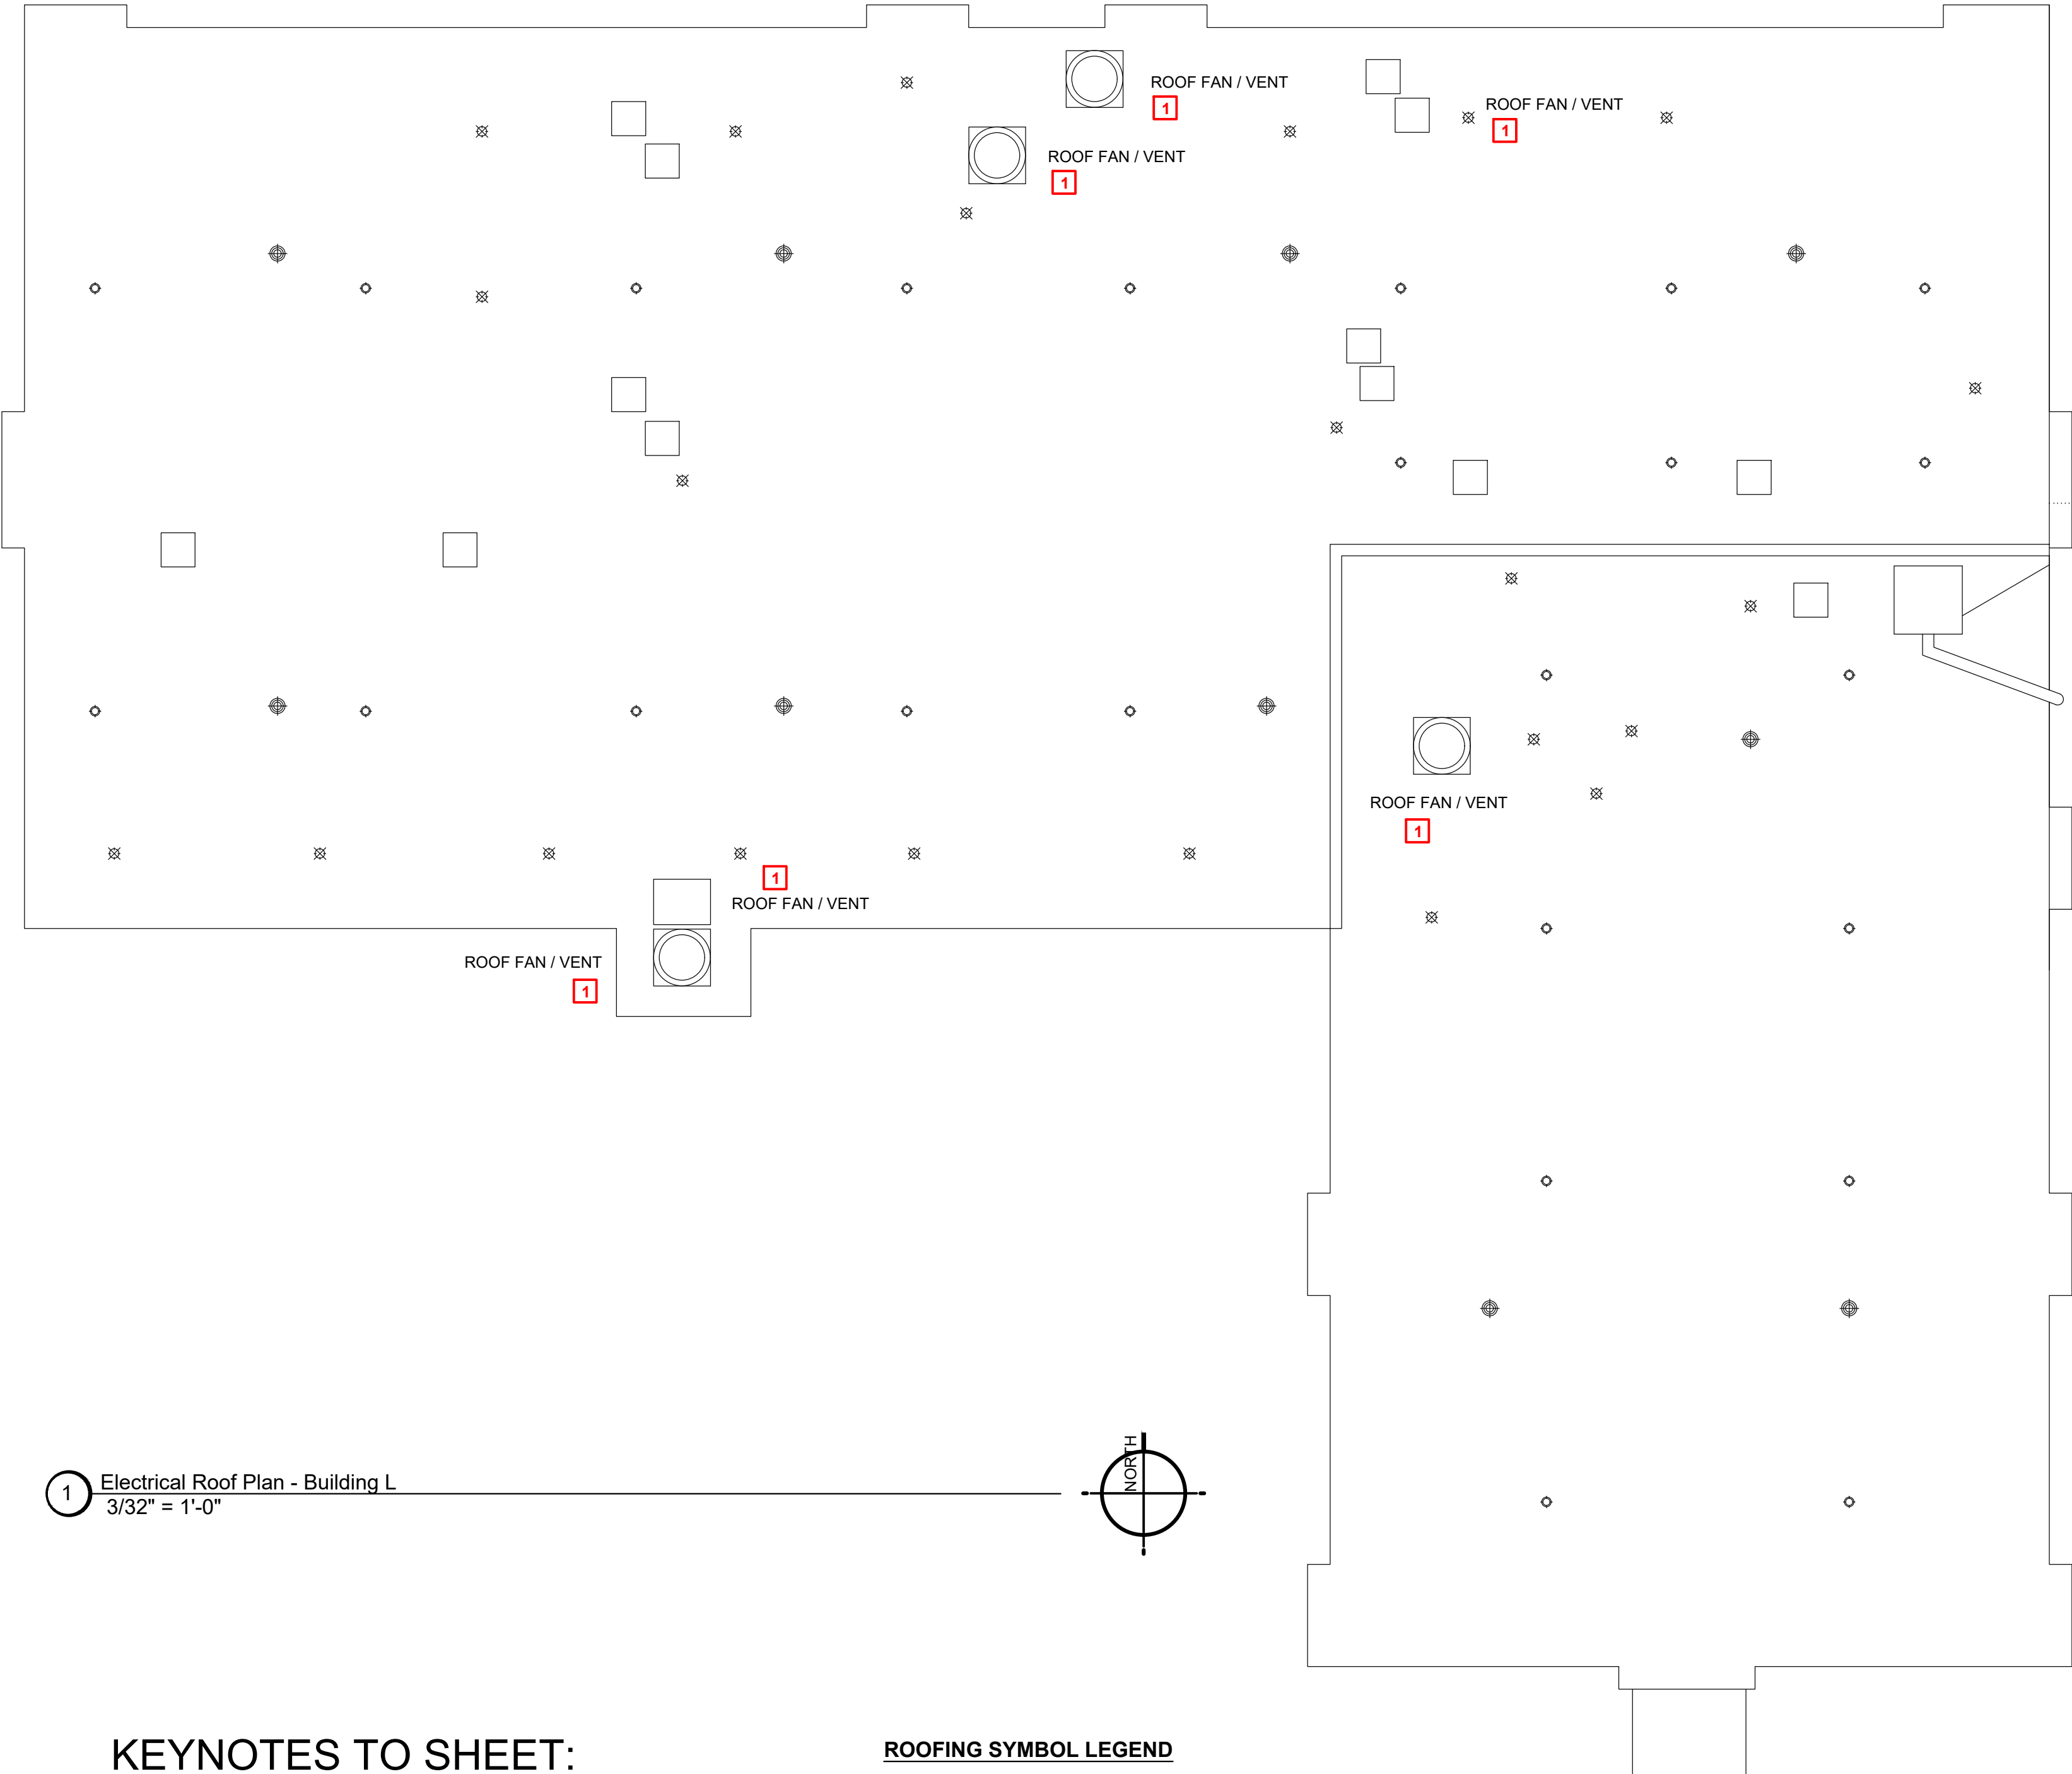 ROOF FAN / VENT
1
ROOF FAN / VENT
1
ROOF FAN / VENT
1
ROOF FAN / VENT
1
1
ROOF FAN / VENT
ROOF FAN / VENT
1
NORTH
1
Electrical Roof Plan - Building L
3/32" = 1'-0"
KEYNOTES TO SHEET:
ROOFING SYMBOL LEGEND